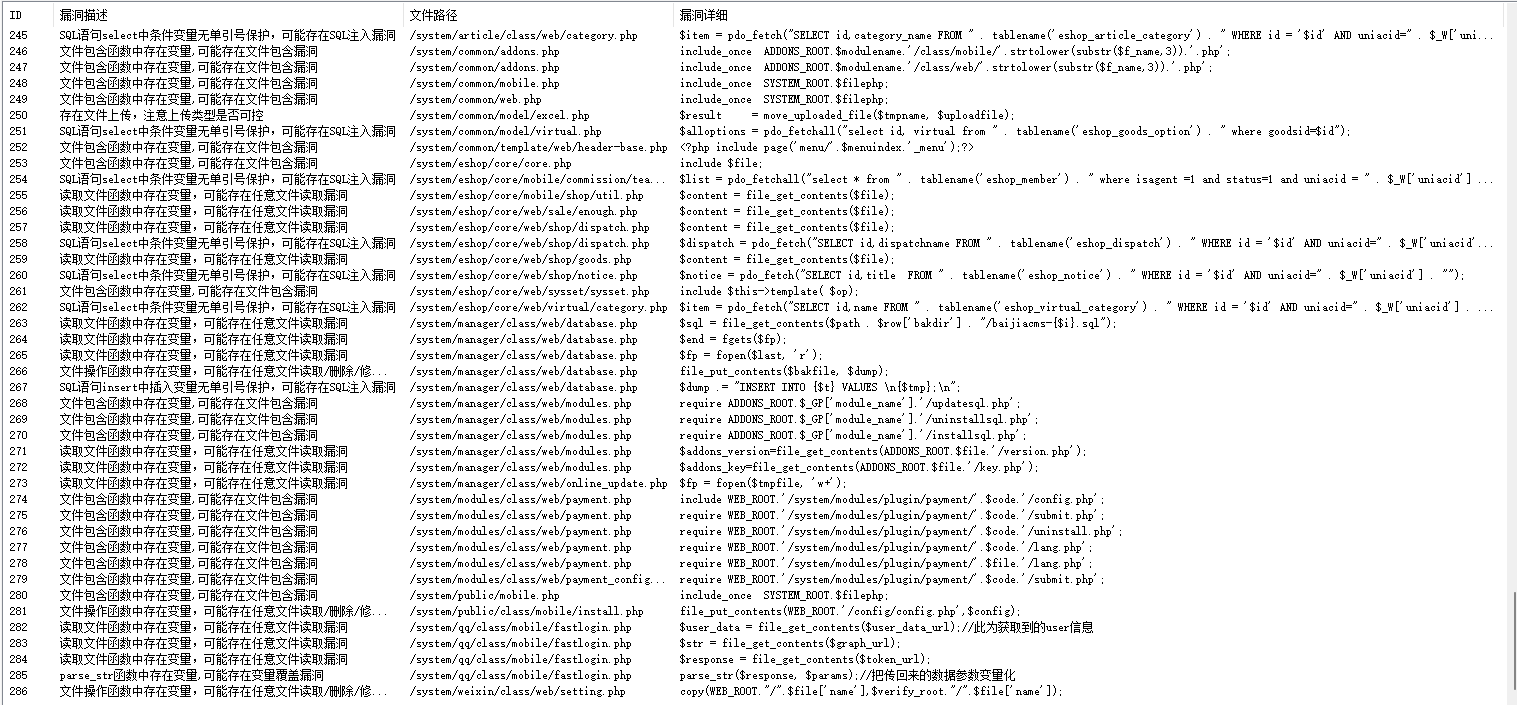 ID 漏洞描述 文件路径 漏洞详细
245 SQL语句select中条件变量无单引号保护，可能存在SQL注入漏洞 /system/article/class/web/category.php $item = pdo_fetch("SELECT id,category_name FROM " . tablename('eshop_article_category') . " WHERE id = '$id' AND uniacid=" . $_W['uni...
246 文件包含函数中存在变量,可能存在文件包含漏洞 /system/common/addons.php include_once ADDONS_ROOT.$modulename.'/class/mobile/'.strtolower(substr($f_name,3)).'.php';
247 文件包含函数中存在变量,可能存在文件包含漏洞 /system/common/addons.php include_once ADDONS_ROOT.$modulename.'/class/web/'.strtolower(substr($f_name,3)).'.php';
248 文件包含函数中存在变量,可能存在文件包含漏洞 /system/common/mobile.php include_once SYSTEM_ROOT.$filephp;
249 文件包含函数中存在变量,可能存在文件包含漏洞 /system/common/web.php include_once SYSTEM_ROOT.$filephp;
250 存在文件上传，注意上传类型是否可控 /system/common/model/excel.php $result = move_uploaded_file($tmpname, $uploadfile);
251 SQL语句select中条件变量无单引号保护，可能存在SQL注入漏洞 /system/common/model/virtual.php $alloptions = pdo_fetchall("select id, virtual from " . tablename('eshop_goods_option') . " where goodsid=$id");
252 文件包含函数中存在变量,可能存在文件包含漏洞 /system/common/template/web/header-base.php <?php include page('menu/'.$menuindex.'_menu');?>
253 文件包含函数中存在变量,可能存在文件包含漏洞 /system/eshop/core/core.php include $file;
254 SQL语句select中条件变量无单引号保护，可能存在SQL注入漏洞 /system/eshop/core/mobile/commission/tea... $list = pdo_fetchall("select * from " . tablename('eshop_member') . " where isagent =1 and status=1 and uniacid = " . $_W['uniacid'] ...
255 读取文件函数中存在变量，可能存在任意文件读取漏洞 /system/eshop/core/mobile/shop/util.php $content = file_get_contents($file);
256 读取文件函数中存在变量，可能存在任意文件读取漏洞 /system/eshop/core/web/sale/enough.php $content = file_get_contents($file);
257 读取文件函数中存在变量，可能存在任意文件读取漏洞 /system/eshop/core/web/shop/dispatch.php $content = file_get_contents($file);
258 SQL语句select中条件变量无单引号保护，可能存在SQL注入漏洞 /system/eshop/core/web/shop/dispatch.php $dispatch = pdo_fetch("SELECT id,dispatchname FROM " . tablename('eshop_dispatch') . " WHERE id = '$id' AND uniacid=" . $_W['uniacid'...
259 读取文件函数中存在变量，可能存在任意文件读取漏洞 /system/eshop/core/web/shop/goods.php $content = file_get_contents($file);
260 SQL语句select中条件变量无单引号保护，可能存在SQL注入漏洞 /system/eshop/core/web/shop/notice.php $notice = pdo_fetch("SELECT id,title FROM " . tablename('eshop_notice') . " WHERE id = '$id' AND uniacid=" . $_W['uniacid'] . "");
261 文件包含函数中存在变量,可能存在文件包含漏洞 /system/eshop/core/web/sysset/sysset.php include $this->template( $op);
262 SQL语句select中条件变量无单引号保护，可能存在SQL注入漏洞 /system/eshop/core/web/virtual/category.php $item = pdo_fetch("SELECT id,name FROM " . tablename('eshop_virtual_category') . " WHERE id = '$id' AND uniacid=" . $_W['uniacid'] . ...
263 读取文件函数中存在变量，可能存在任意文件读取漏洞 /system/manager/class/web/database.php $sql = file_get_contents($path . $row['bakdir'] . "/baijiacms-{$i}.sql");
264 读取文件函数中存在变量，可能存在任意文件读取漏洞 /system/manager/class/web/database.php $end = fgets($fp);
265 读取文件函数中存在变量，可能存在任意文件读取漏洞 /system/manager/class/web/database.php $fp = fopen($last, 'r');
266 文件操作函数中存在变量，可能存在任意文件读取/删除/修... /system/manager/class/web/database.php file_put_contents($bakfile, $dump);
267 SQL语句insert中插入变量无单引号保护，可能存在SQL注入漏洞 /system/manager/class/web/database.php $dump .= "INSERT INTO {$t} VALUES \n{$tmp};\n";
268 文件包含函数中存在变量,可能存在文件包含漏洞 /system/manager/class/web/modules.php require ADDONS_ROOT.$_GP['module_name'].'/updatesql.php';
269 文件包含函数中存在变量,可能存在文件包含漏洞 /system/manager/class/web/modules.php require ADDONS_ROOT.$_GP['module_name'].'/uninstallsql.php';
270 文件包含函数中存在变量,可能存在文件包含漏洞 /system/manager/class/web/modules.php require ADDONS_ROOT.$_GP['module_name'].'/installsql.php';
271 读取文件函数中存在变量，可能存在任意文件读取漏洞 /system/manager/class/web/modules.php $addons_version=file_get_contents(ADDONS_ROOT.$file.'/version.php');
272 读取文件函数中存在变量，可能存在任意文件读取漏洞 /system/manager/class/web/modules.php $addons_key=file_get_contents(ADDONS_ROOT.$file.'/key.php');
273 读取文件函数中存在变量，可能存在任意文件读取漏洞 /system/manager/class/web/online_update.php $fp = fopen($tmpfile, 'w+');
274 文件包含函数中存在变量,可能存在文件包含漏洞 /system/modules/class/web/payment.php include WEB_ROOT.'/system/modules/plugin/payment/'.$code.'/config.php';
275 文件包含函数中存在变量,可能存在文件包含漏洞 /system/modules/class/web/payment.php require WEB_ROOT.'/system/modules/plugin/payment/'.$code.'/submit.php';
276 文件包含函数中存在变量,可能存在文件包含漏洞 /system/modules/class/web/payment.php require WEB_ROOT.'/system/modules/plugin/payment/'.$code.'/uninstall.php';
277 文件包含函数中存在变量,可能存在文件包含漏洞 /system/modules/class/web/payment.php require WEB_ROOT.'/system/modules/plugin/payment/'.$code.'/lang.php';
278 文件包含函数中存在变量,可能存在文件包含漏洞 /system/modules/class/web/payment.php require WEB_ROOT.'/system/modules/plugin/payment/'.$file.'/lang.php';
279 文件包含函数中存在变量,可能存在文件包含漏洞 /system/modules/class/web/payment_config... require WEB_ROOT.'/system/modules/plugin/payment/'.$code.'/submit.php';
280 文件包含函数中存在变量,可能存在文件包含漏洞 /system/public/mobile.php include_once SYSTEM_ROOT.$filephp;
281 文件操作函数中存在变量，可能存在任意文件读取/删除/修... /system/public/class/mobile/install.php file_put_contents(WEB_ROOT.'/config/config.php',$config);
282 读取文件函数中存在变量，可能存在任意文件读取漏洞 /system/qq/class/mobile/fastlogin.php $user_data = file_get_contents($user_data_url);//此为获取到的user信息
283 读取文件函数中存在变量，可能存在任意文件读取漏洞 /system/qq/class/mobile/fastlogin.php $str = file_get_contents($graph_url);
284 读取文件函数中存在变量，可能存在任意文件读取漏洞 /system/qq/class/mobile/fastlogin.php $response = file_get_contents($token_url);
285 parse_str函数中存在变量,可能存在变量覆盖漏洞 /system/qq/class/mobile/fastlogin.php parse_str($response, $params);//把传回来的数据参数变量化
286 文件操作函数中存在变量，可能存在任意文件读取/删除/修... /system/weixin/class/web/setting.php copy(WEB_ROOT."/".$file['name'],$verify_root."/".$file['name']);